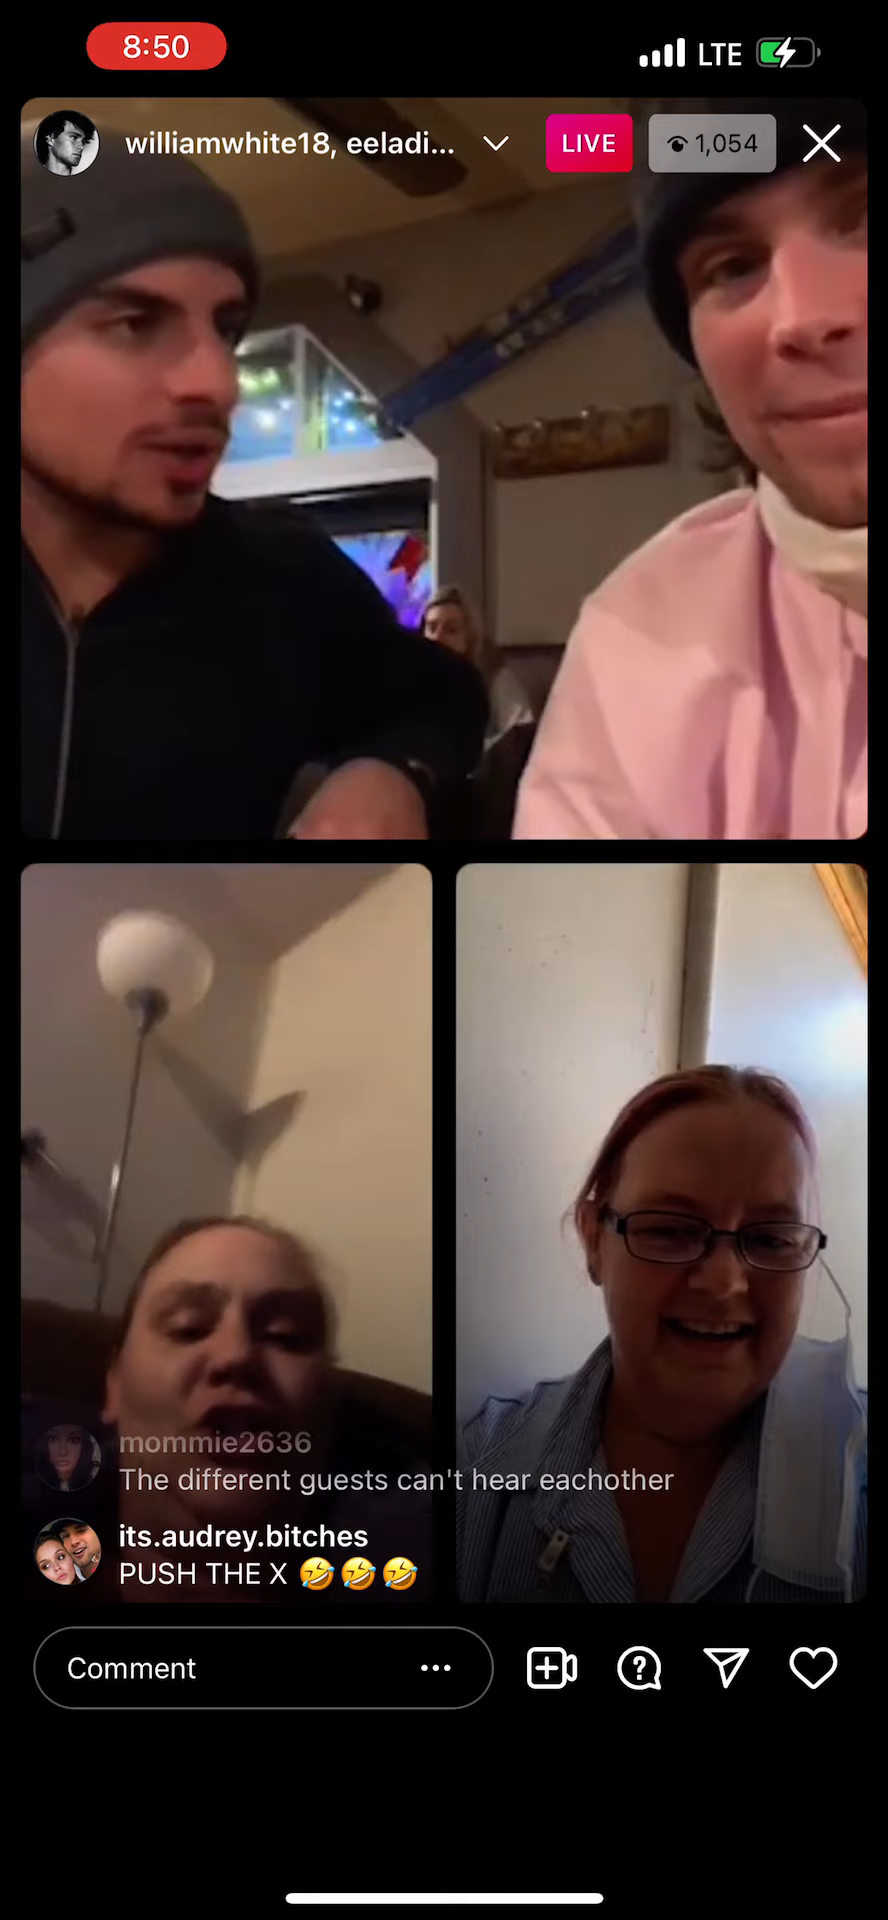 8:50
LTE
williamwhite18, eeladi...
LIVE
1,054
mommie2636
The different guests can't hear eachother
its.audrey.bitches
PUSH THE X 🤣🤣🤣
Comment